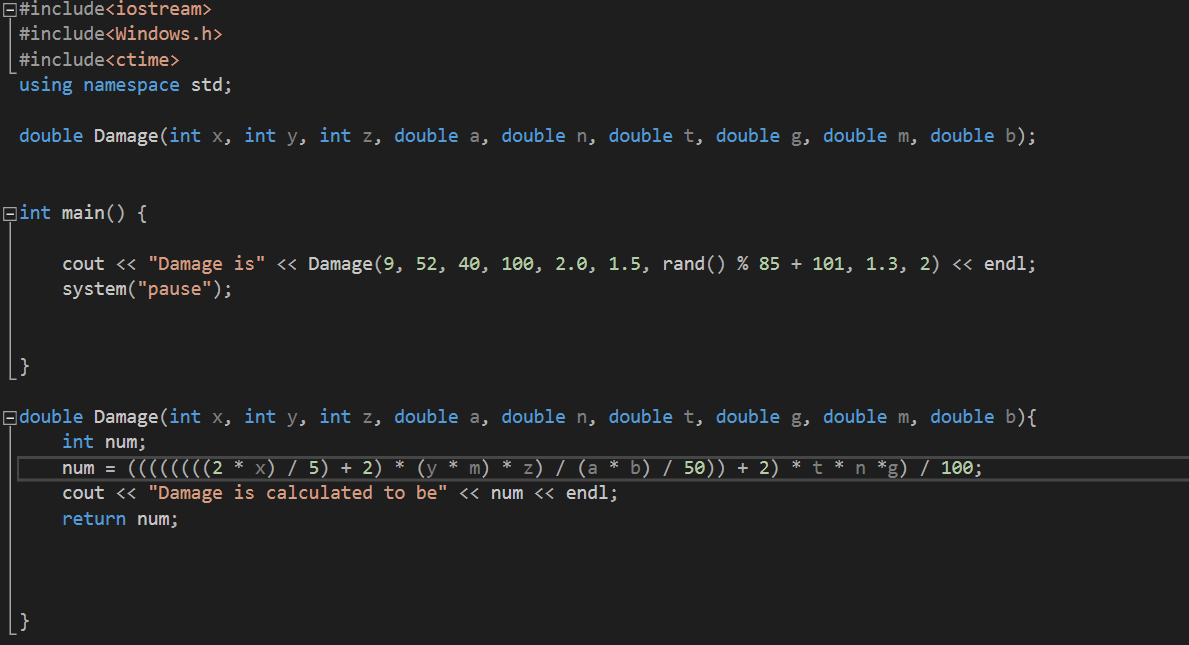 #include<iostream>
#include<Windows.h>
#include<ctime>
using namespace std;
double Damage(int x, int y, int z, double a, double n, double t, double g, double m, double b);
int main() {
cout << "Damage is" << Damage(9, 52, 40, 100, 2.0, 1.5, rand() % 85 + 101, 1.3, 2) << endl;
system("pause");
}
double Damage(int x, int y, int z, double a, double n, double t, double g, double m, double b){
int num;
num = ((((((((2 * x) / 5) + 2) * (y * m) * z) / (a * b) / 50)) + 2) * t * n *g) / 100;
cout << "Damage is calculated to be" << num << endl;
return num;
}